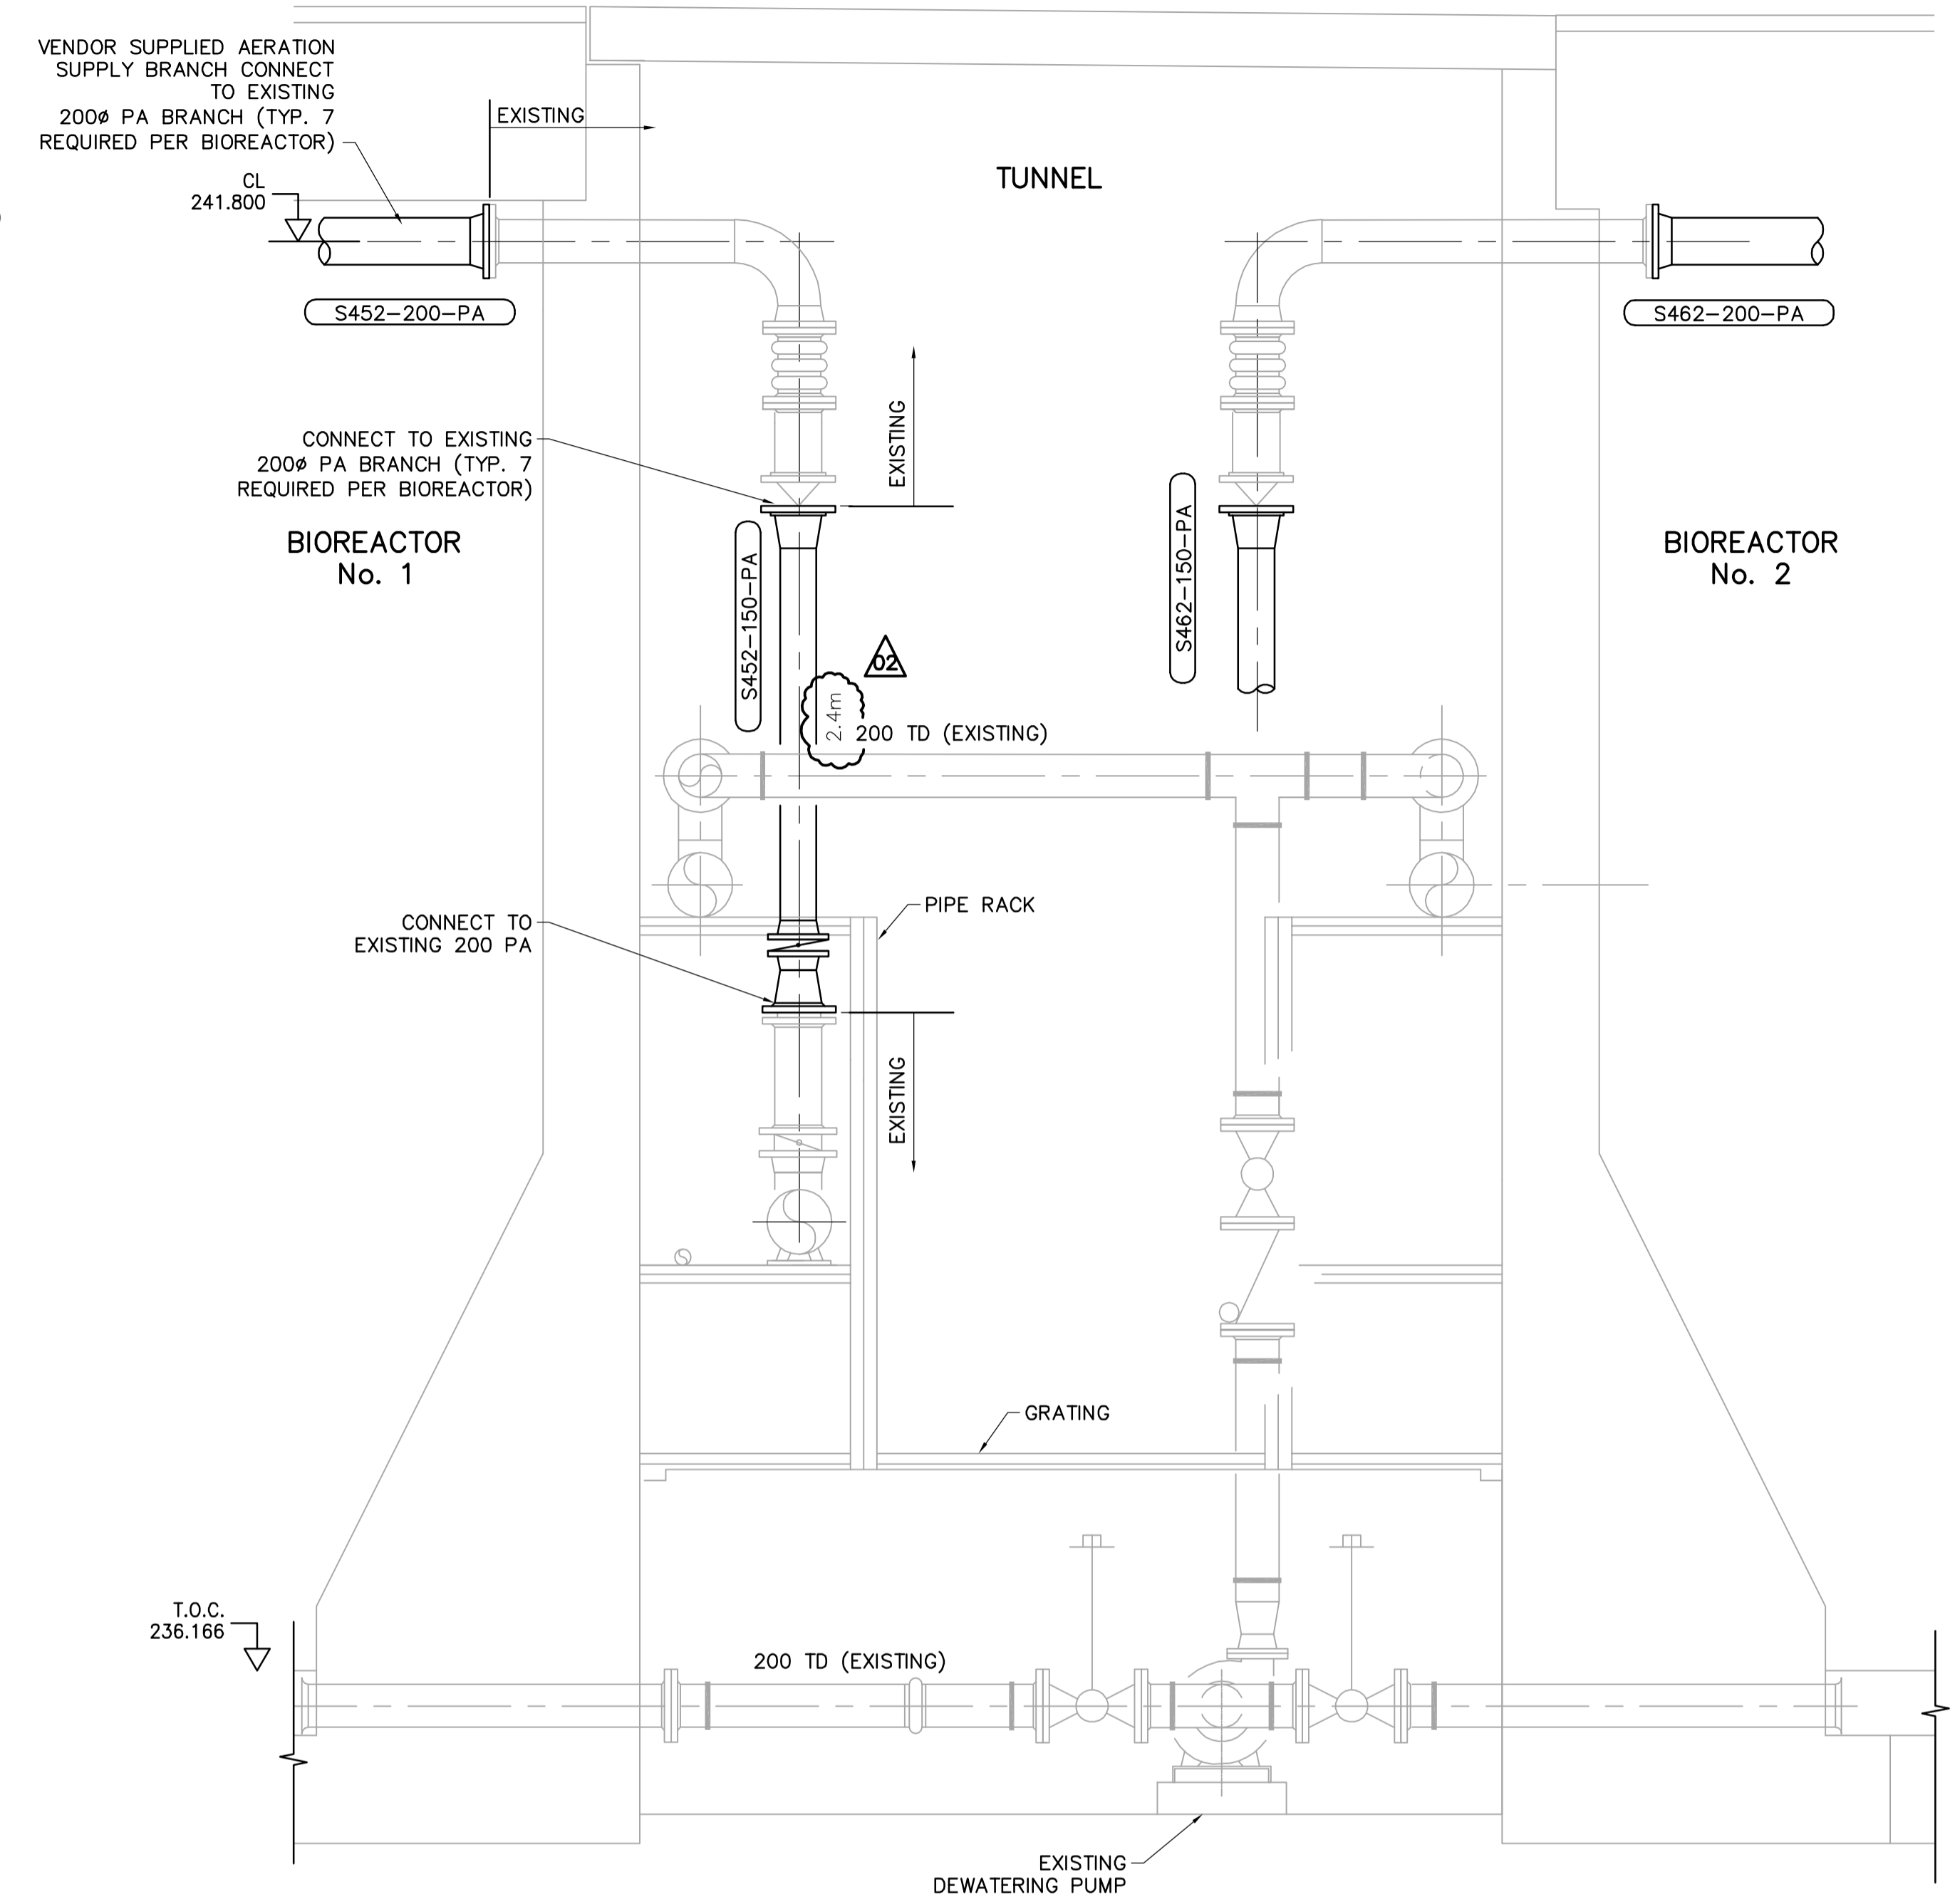 VENDOR SUPPLIED AERATION
SUPPLY BRANCH CONNECT
TO EXISTING
200ø PA BRANCH (TYP. 7
REQUIRED PER BIOREACTOR)
EXISTING
CL
241.800
TUNNEL
S452-200-PA
S462-200-PA
CONNECT TO EXISTING
200ø PA BRANCH (TYP. 7
REQUIRED PER BIOREACTOR)
EXISTING
BIOREACTOR
No. 1
S452-150-PA
S462-150-PA
BIOREACTOR
No. 2
02
2.4m
200 TD (EXISTING)
PIPE RACK
CONNECT TO
EXISTING 200 PA
EXISTING
GRATING
T.O.C.
236.166
200 TD (EXISTING)
EXISTING
DEWATERING PUMP